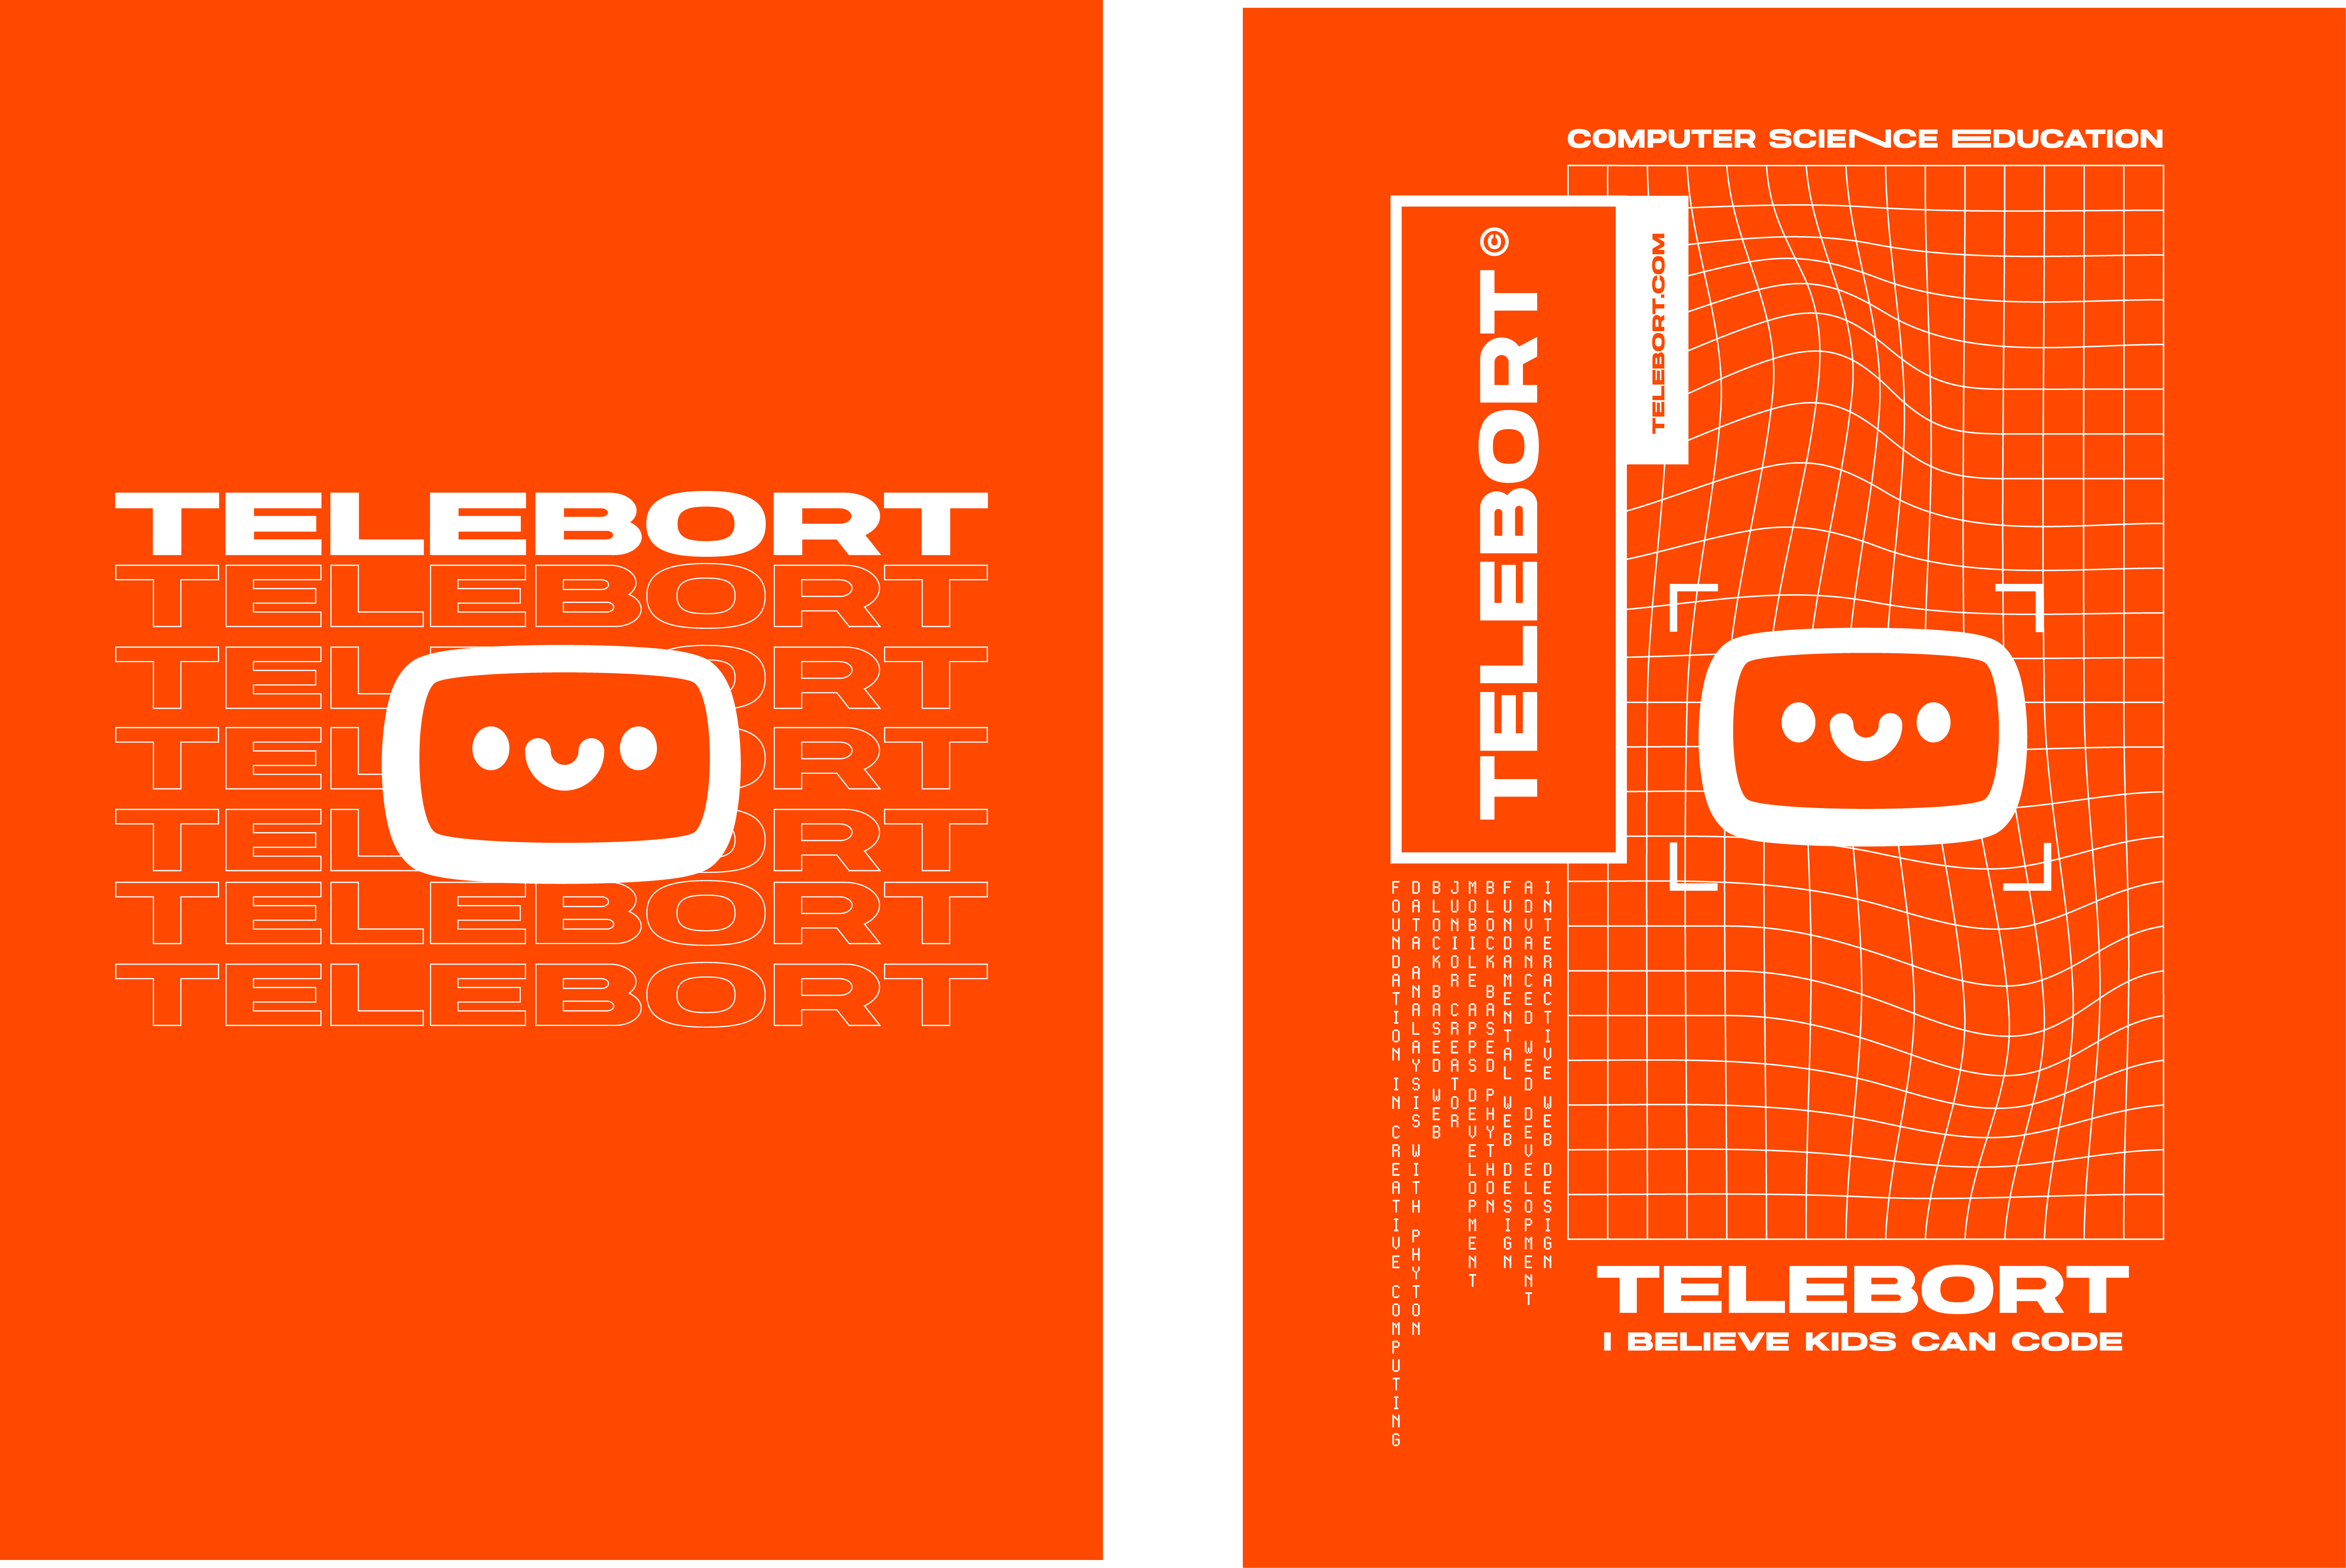 TELEBORT
TELEBORT
TELEBORT
TELEBORT
TELEBORT
TELEBORT
TELEBORT
COMPUTER SCIENCE EDUCATION
TELEBORT©
TELEBORT.COM
FOUNDATION IN CREATIVE COMPUTING
DATA ANALAYSIS WITH PHYTON
BLOCK BASED WEB
JUNIOR CREATOR
MOBILE APPS DEVELOPMENT
BLOCK BASED PHYTHON
FUNDAMENTAL WEB DESIGN
ADVANCED WED DEVELOPMENT
INTERACTIVE WEB DESIGN
TELEBORT
I BELIEVE KIDS CAN CODE